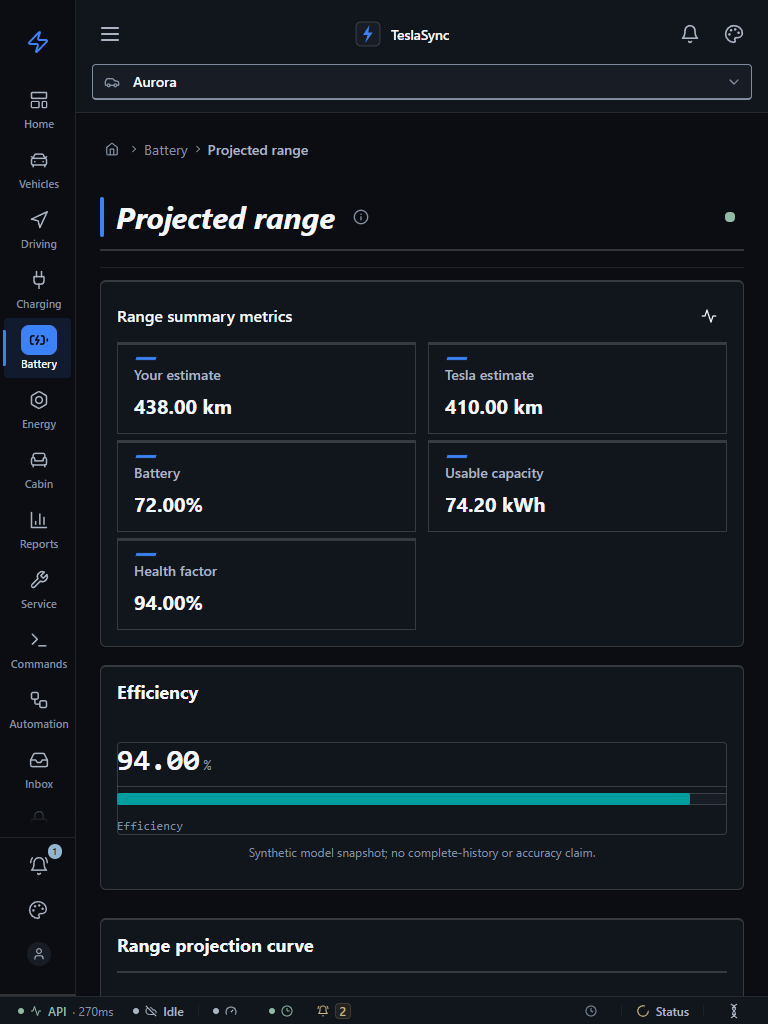 TeslaSync
Aurora
Home
Vehicles
Driving
Charging
Battery
Energy
Cabin
Reports
Service
Commands
Automation
Inbox
1
Battery > Projected range
Projected range
Range summary metrics
Your estimate
438.00 km
Tesla estimate
410.00 km
Battery
72.00%
Usable capacity
74.20 kWh
Health factor
94.00%
Efficiency
94.00 %
Efficiency
Synthetic model snapshot; no complete-history or accuracy claim.
Range projection curve
API · 270ms
Idle
2
Status